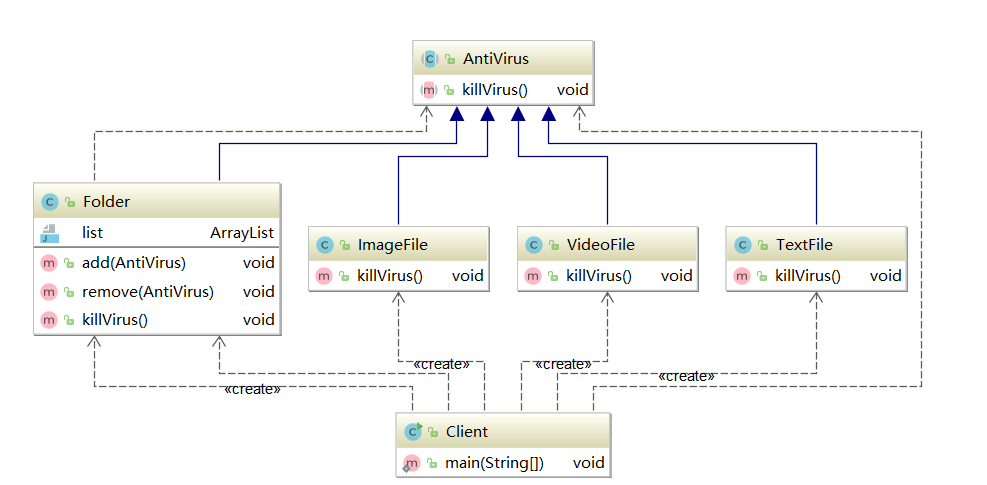 AntiVirus
killVirus() void
Folder
list ArrayList
add(AntiVirus) void
remove(AntiVirus) void
killVirus() void
ImageFile
killVirus() void
VideoFile
killVirus() void
TextFile
killVirus() void
«create»
«create»
«create»
«create»
Client
main(String[]) void